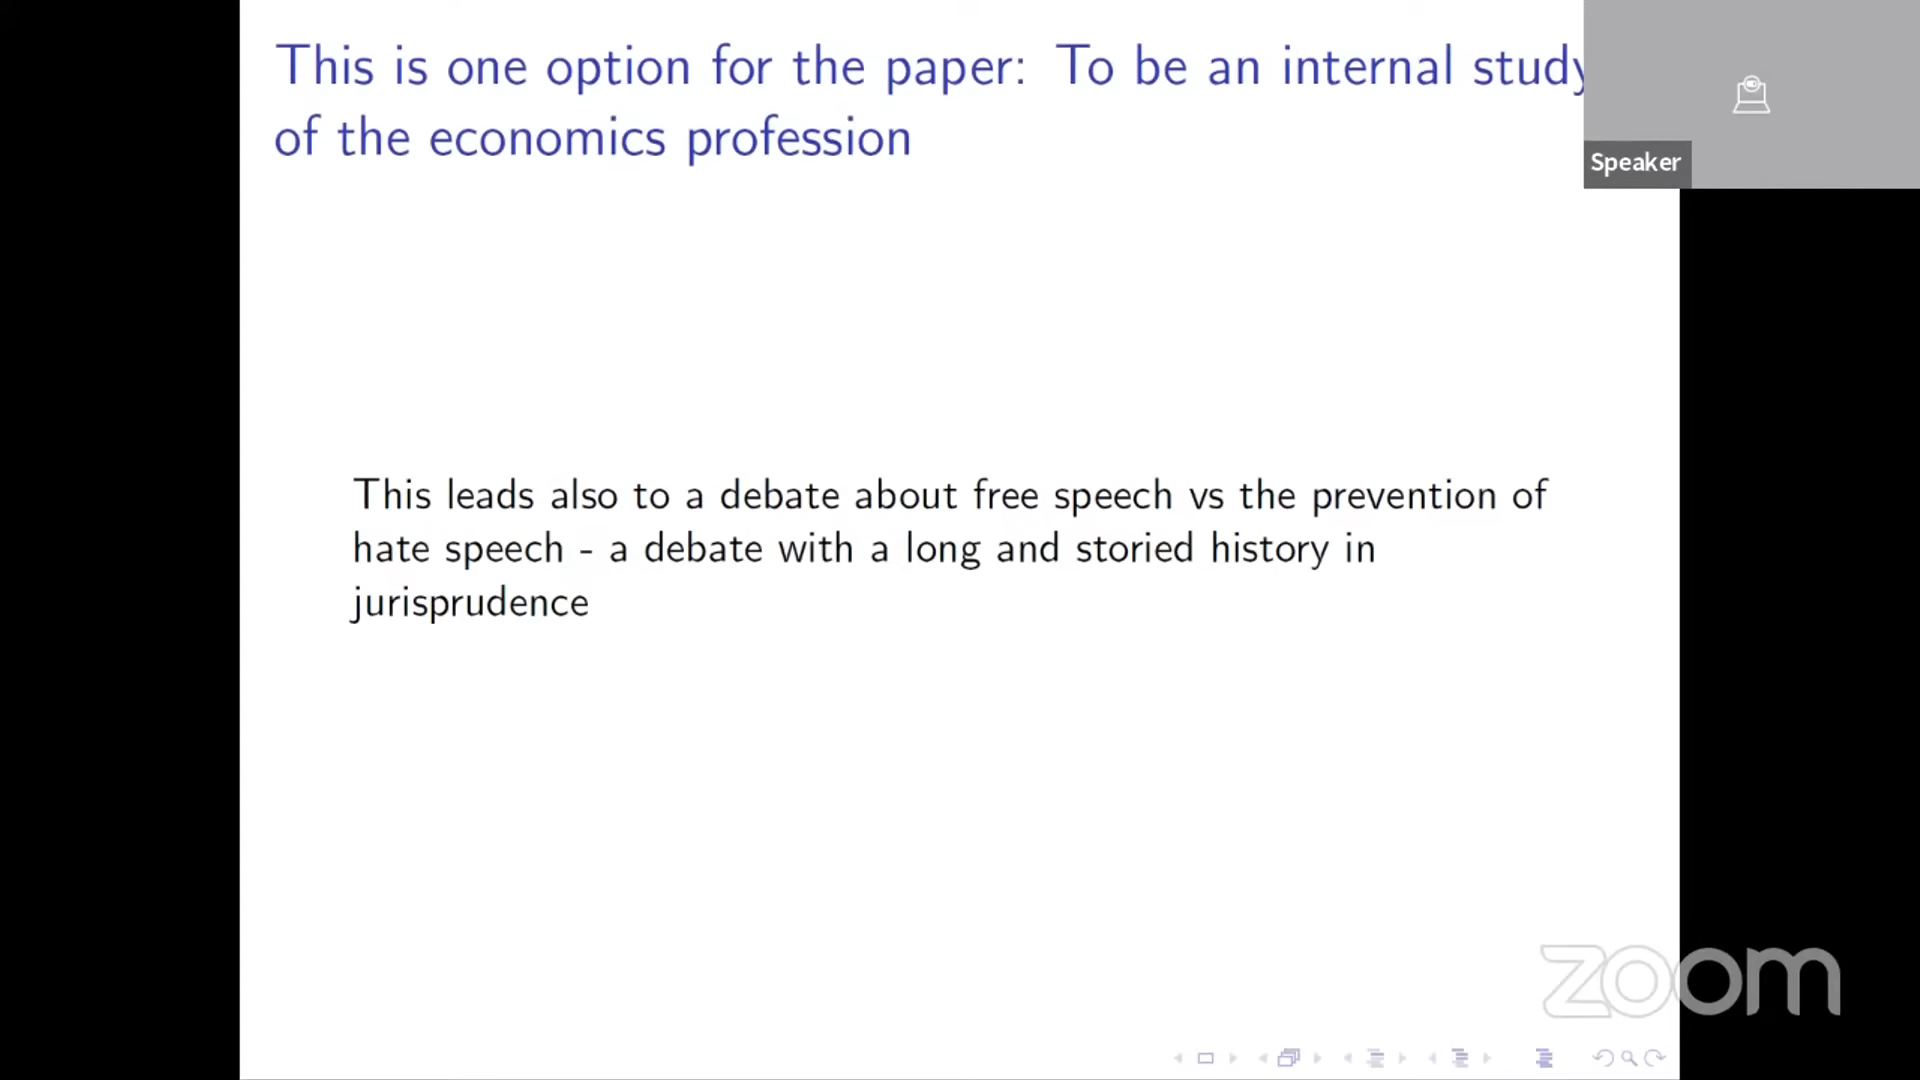 This is one option for the paper: To be an internal study
of the economics profession
Speaker
This leads also to a debate about free speech vs the prevention of
hate speech - a debate with a long and storied history in
jurisprudence
zoom